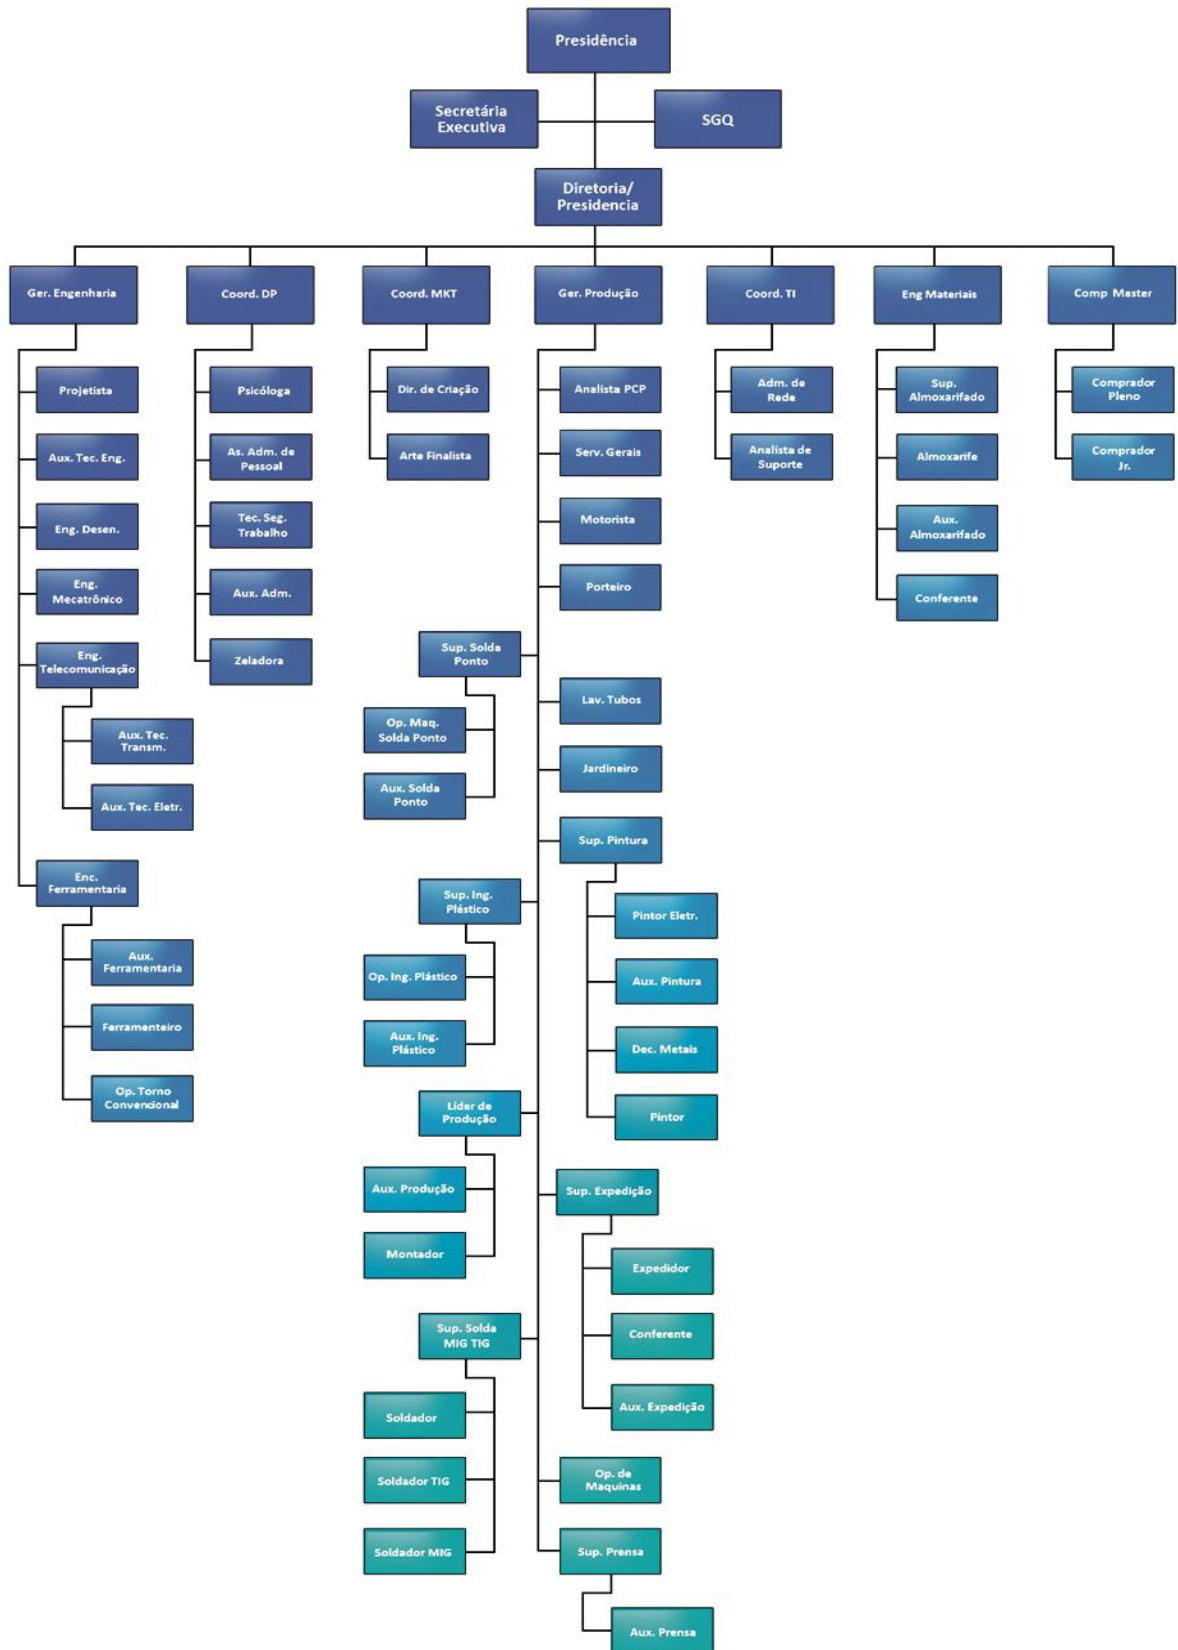 Presidência
Secretária
Executiva
SGQ
Diretoria/
Presidencia
Ger. Engenharia
Coord. DP
Coord. MKT
Ger. Produção
Coord. TI
Eng Materiais
Comp Master
Projetista
Aux. Tec. Eng.
Eng. Desen.
Eng.
Mecatrônico
Eng.
Telecomunicação
Aux. Tec.
Transm.
Aux. Tec. Eletr.
Enc.
Ferramentaria
Aux.
Ferramentaria
Ferramenteiro
Op. Torno
Convencional
Psicóloga
As. Adm. de
Pessoal
Tec. Seg.
Trabalho
Aux. Adm.
Zeladora
Dir. de Criação
Arte Finalista
Analista PCP
Serv. Gerais
Motorista
Porteiro
Sup. Solda
Ponto
Op. Maq.
Solda Ponto
Aux. Solda
Ponto
Lav. Tubos
Jardineiro
Sup. Pintura
Pintor Eletr.
Aux. Pintura
Dec. Metais
Pintor
Sup. Ing.
Plástico
Op. Ing. Plástico
Aux. Ing.
Plástico
Líder de
Produção
Aux. Produção
Montador
Sup. Expedição
Expedidor
Conferente
Aux. Expedição
Sup. Solda
MIG TIG
Soldador
Soldador TIG
Soldador MIG
Op. de
Maquinas
Sup. Prensa
Aux. Prensa
Adm. de
Rede
Analista de
Suporte
Sup.
Almoxarifado
Almoxarife
Aux.
Almoxarifado
Conferente
Comprador
Pleno
Comprador
Jr.